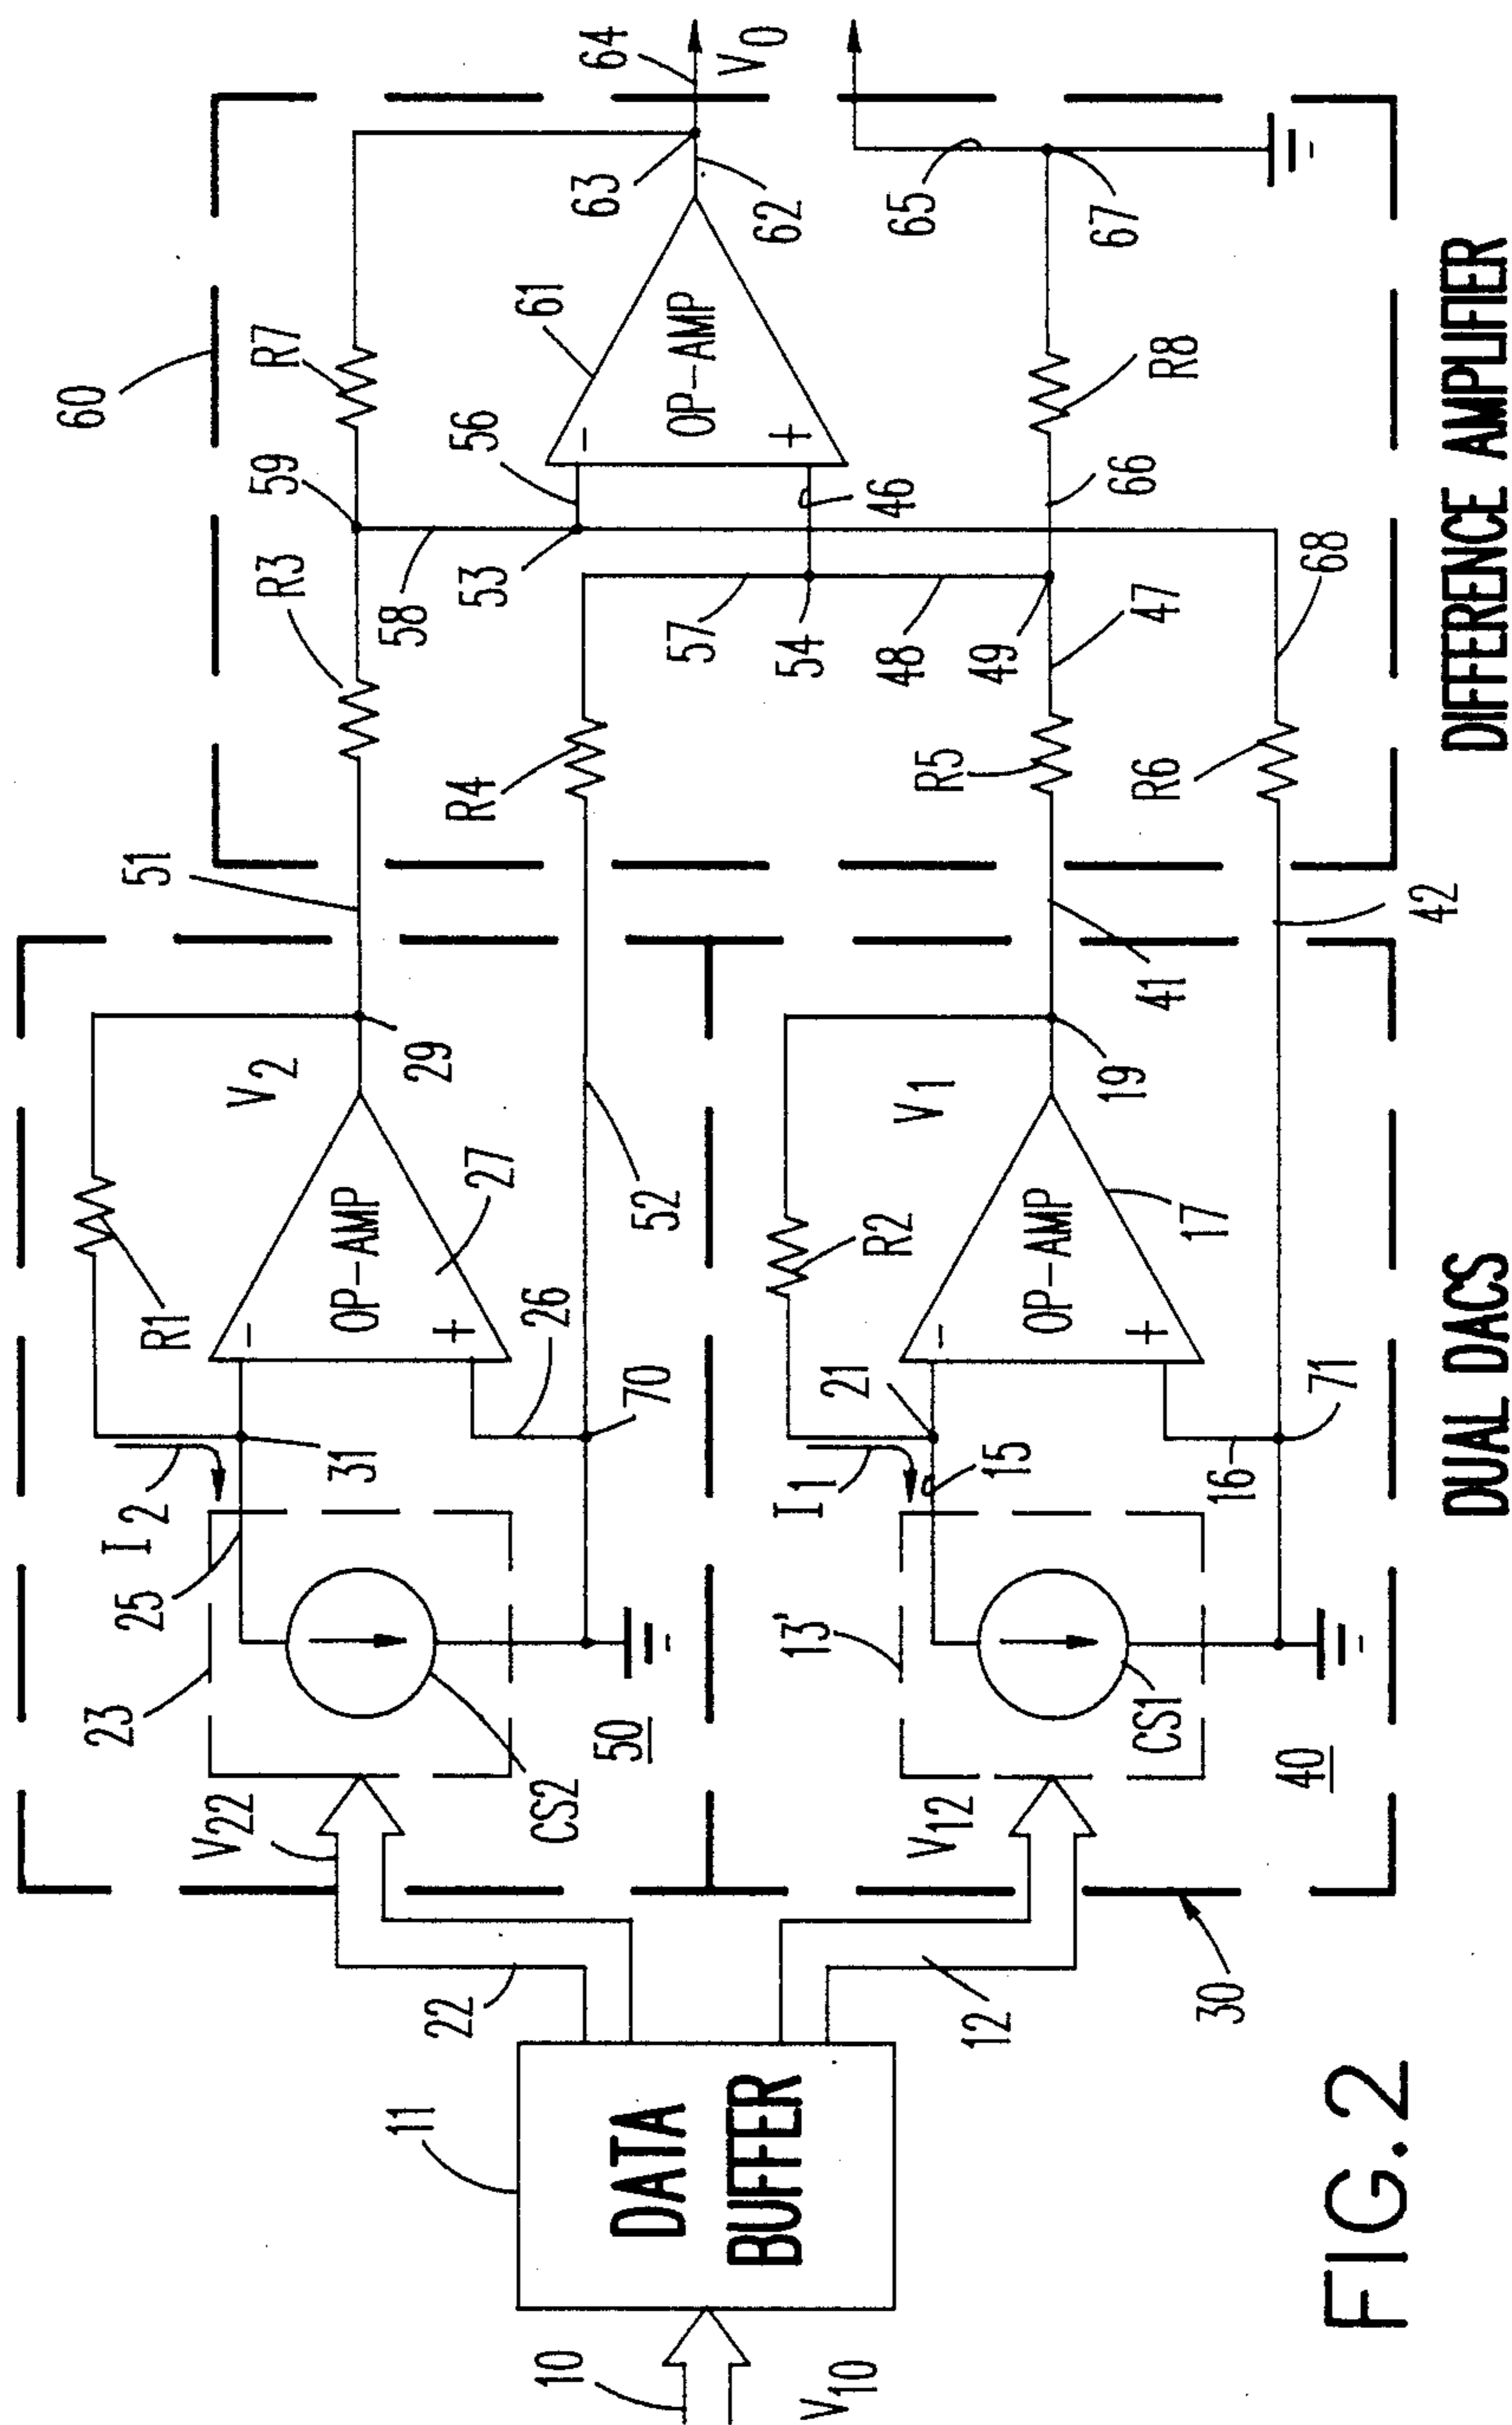 60
R7
59
R3
58
56
53
61
OP-AMP
−
+
63
64
V0
62
65
67
46
R8
66
57
54
48
49
47
68
R4
R5
R6
DIFFERENCE AMPLIFIER
51
41
42
R1
V2
29
27
OP-AMP
−
+
I2
31
25
26
70
52
23
CS2
50
V22
R2
V1
19
17
OP-AMP
−
+
21
I1
15
16
71
13'
CS1
40
V12
DUAL DACS
22
12
30
11
DATA
BUFFER
10
V10
FIG.2